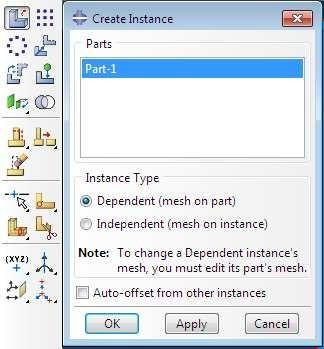 Create Instance
Parts
Part-1
Instance Type
Dependent (mesh on part)
Independent (mesh on instance)
Note: To change a Dependent instance's
mesh, you must edit its part's mesh.
Auto-offset from other instances
OK Apply Cancel
(XYZ)